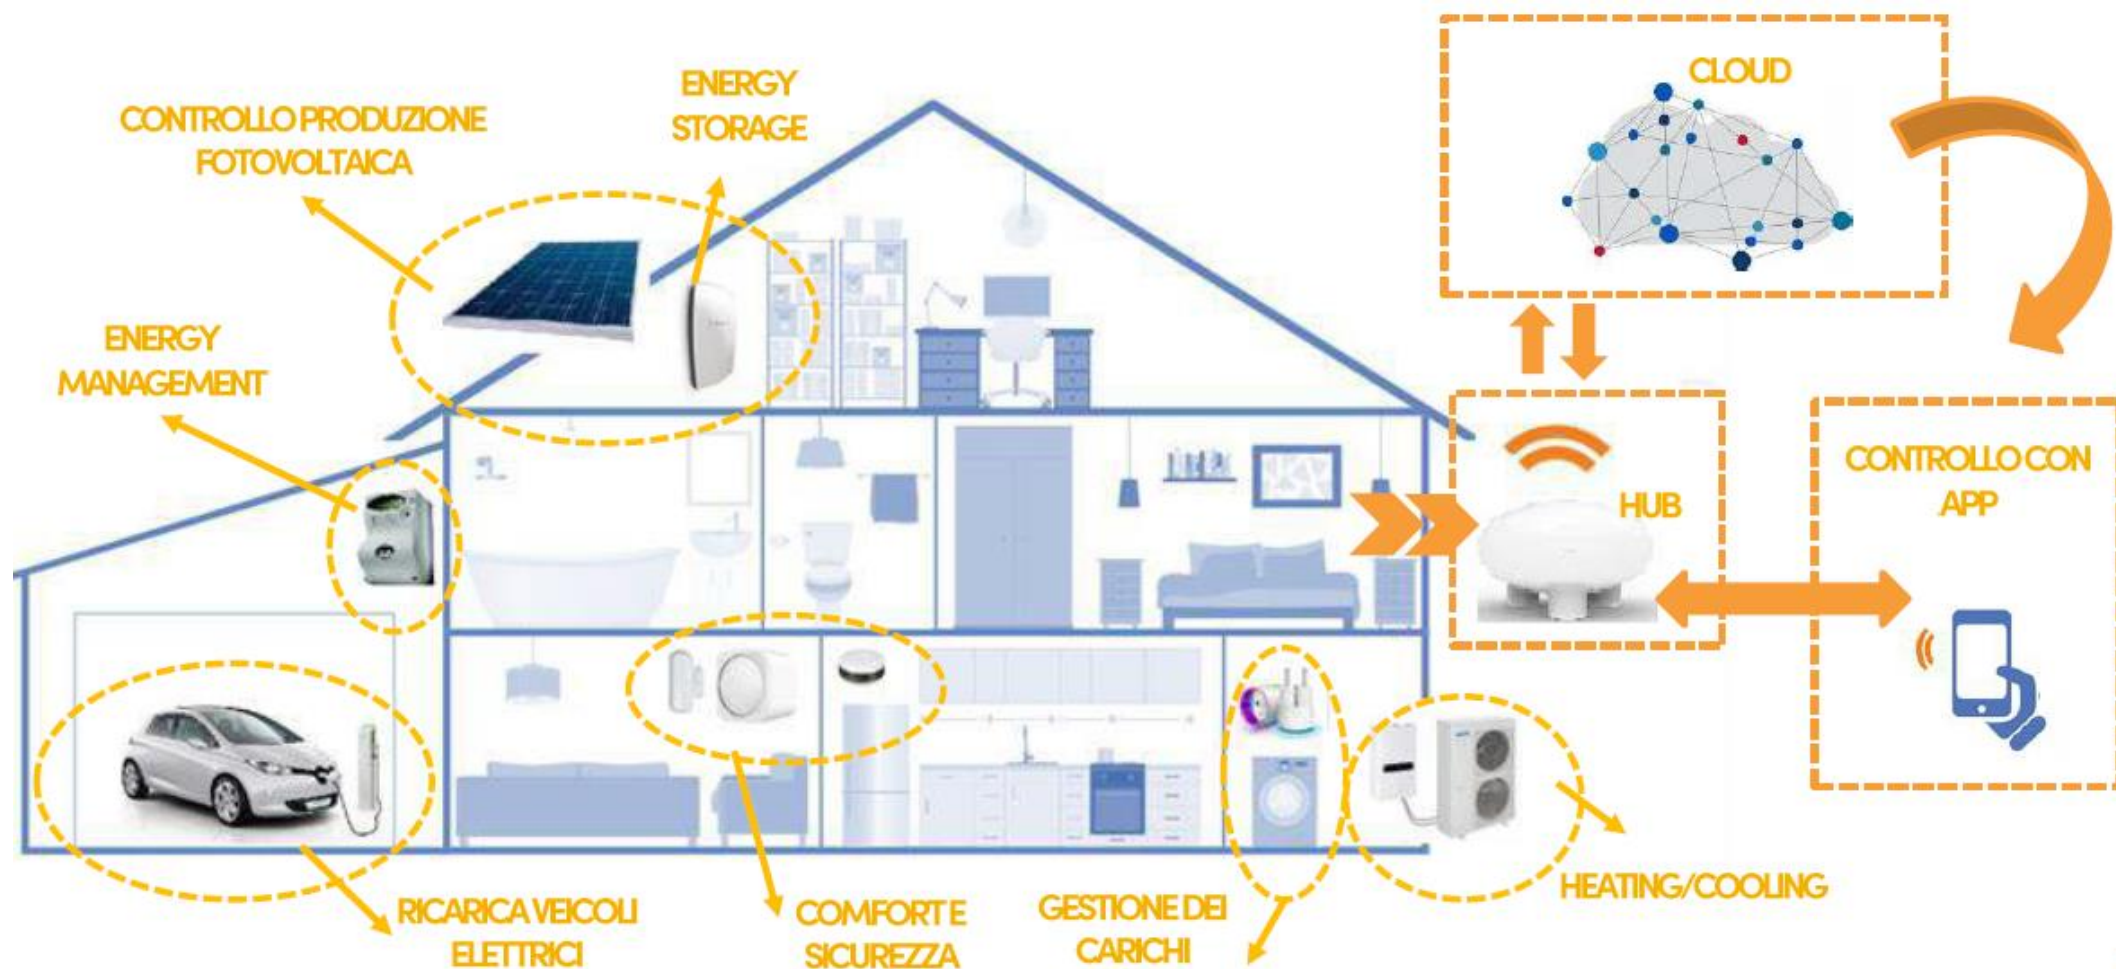 CLOUD
ENERGY
STORAGE
CONTROLLO PRODUZIONE
FOTOVOLTAICA
ENERGY
MANAGEMENT
CONTROLLO CON
APP
HUB
HEATING/COOLING
RICARICA VEICOLI
ELETTRICI
COMFORT E
SICUREZZA
GESTIONE DEI
CARICHI